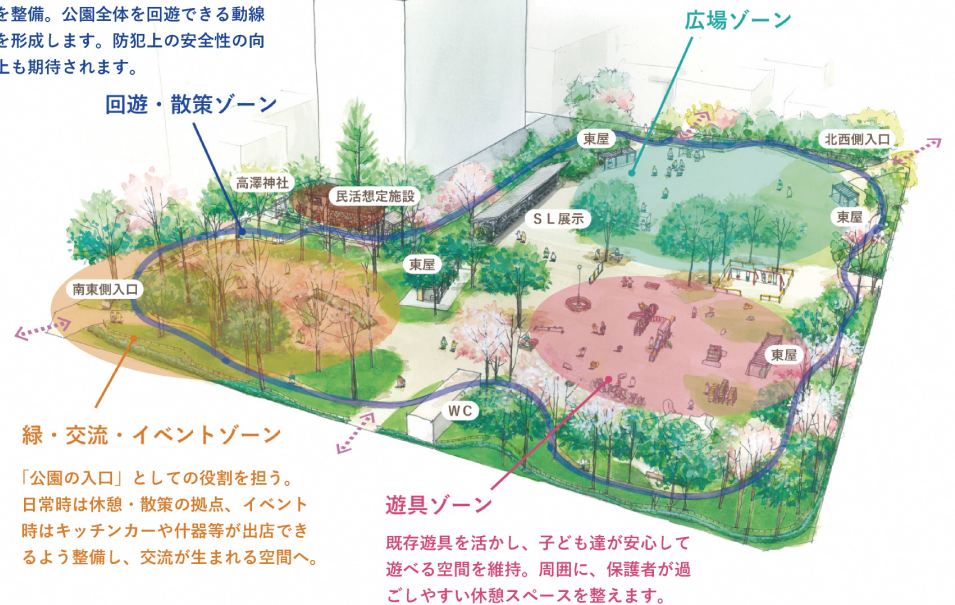 を整備。公園全体を回遊できる動線
を形成します。防犯上の安全性の向
上も期待されます。
広場ゾーン
回遊・散策ゾーン
東屋
北西側入口
高澤神社
民活想定施設
SL展示
東屋
東屋
南東側入口
東屋
WC
緑・交流・イベントゾーン
「公園の入口」としての役割を担う。
日常時は休憩・散策の拠点、イベント
時はキッチンカーや什器等が出店でき
るよう整備し、交流が生まれる空間へ。
遊具ゾーン
既存遊具を活かし、子ども達が安心して
遊べる空間を維持。周囲に、保護者が過
ごしやすい休憩スペースを整えます。